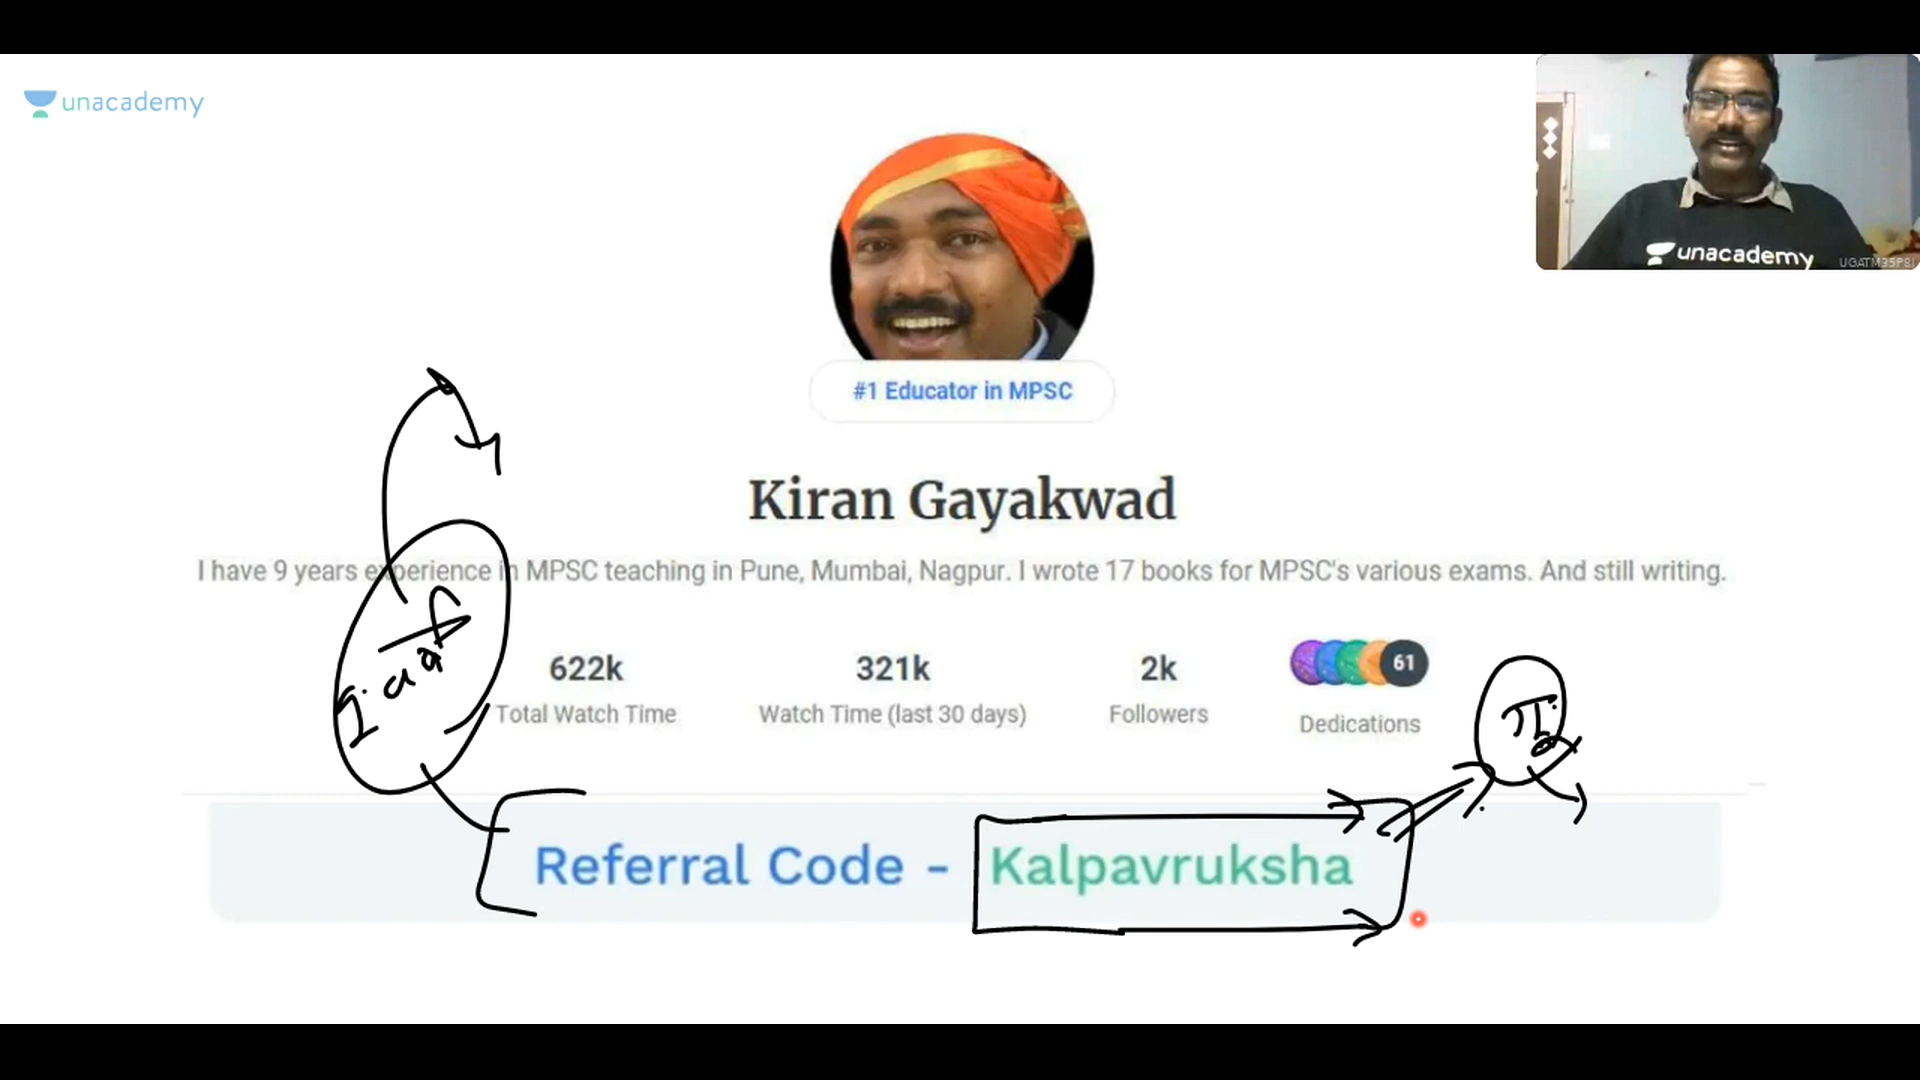 unacademy
unacademy
UGATM35P8I
#1 Educator in MPSC
Kiran Gayakwad
I have 9 years experience in MPSC teaching in Pune, Mumbai, Nagpur. I wrote 17 books for MPSC's various exams. And still writing.
622k 321k 2k 61
Total Watch Time Watch Time (last 30 days) Followers Dedications
Referral Code - Kalpavruksha